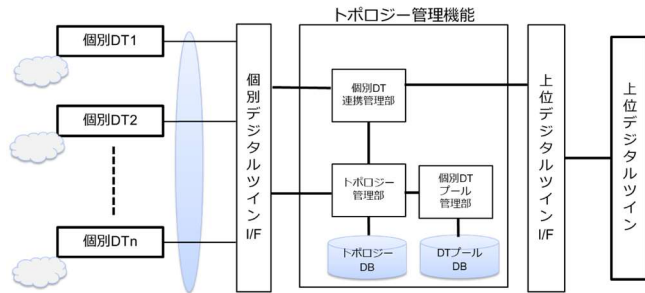 トポロジー管理機能
個別DT1
個別DT2
個別DTn
個別デジタルツインI/F
個別DT
連携管理部
トポロジー
管理部
個別DT
プール
管理部
トポロジー
DB
DTプール
DB
上位デジタルツインI/F
上位デジタルツイン